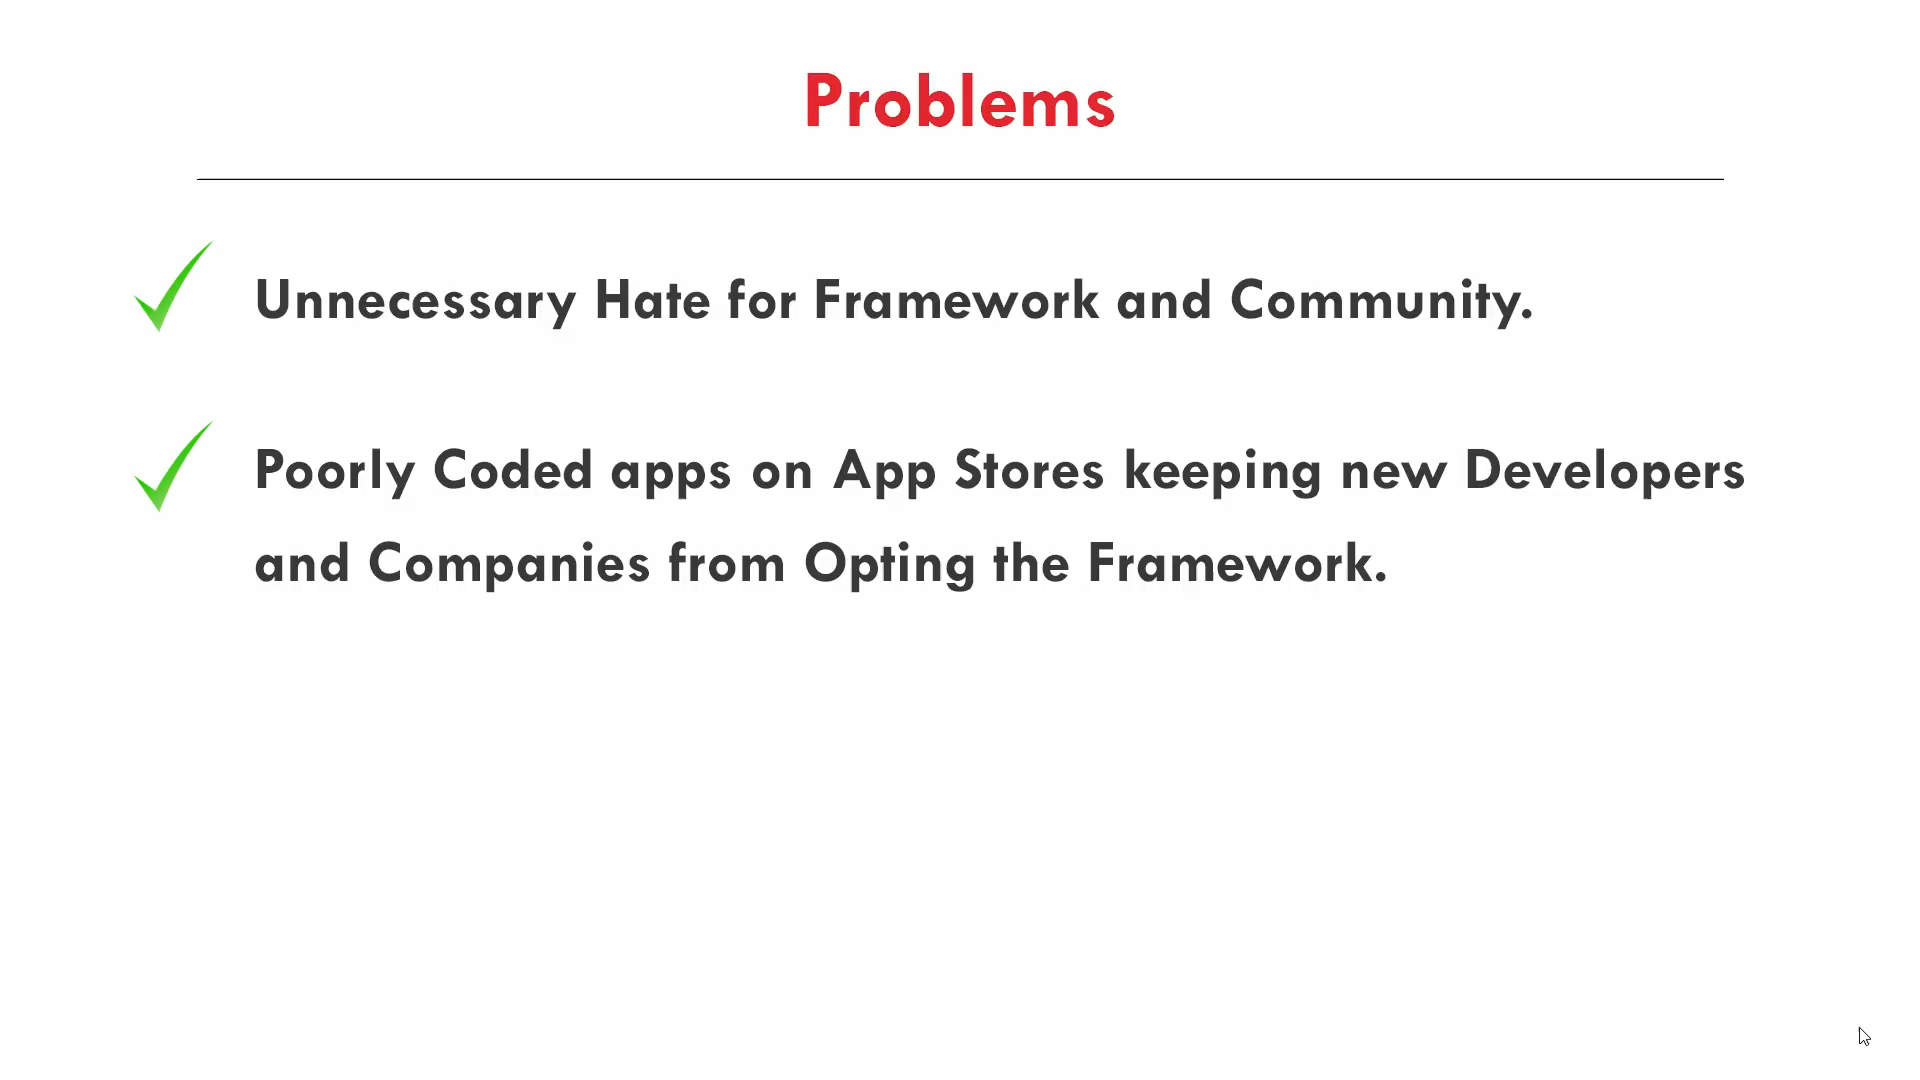 Problems
Unnecessary Hate for Framework and Community.
Poorly Coded apps on App Stores keeping new Developers
and Companies from Opting the Framework.